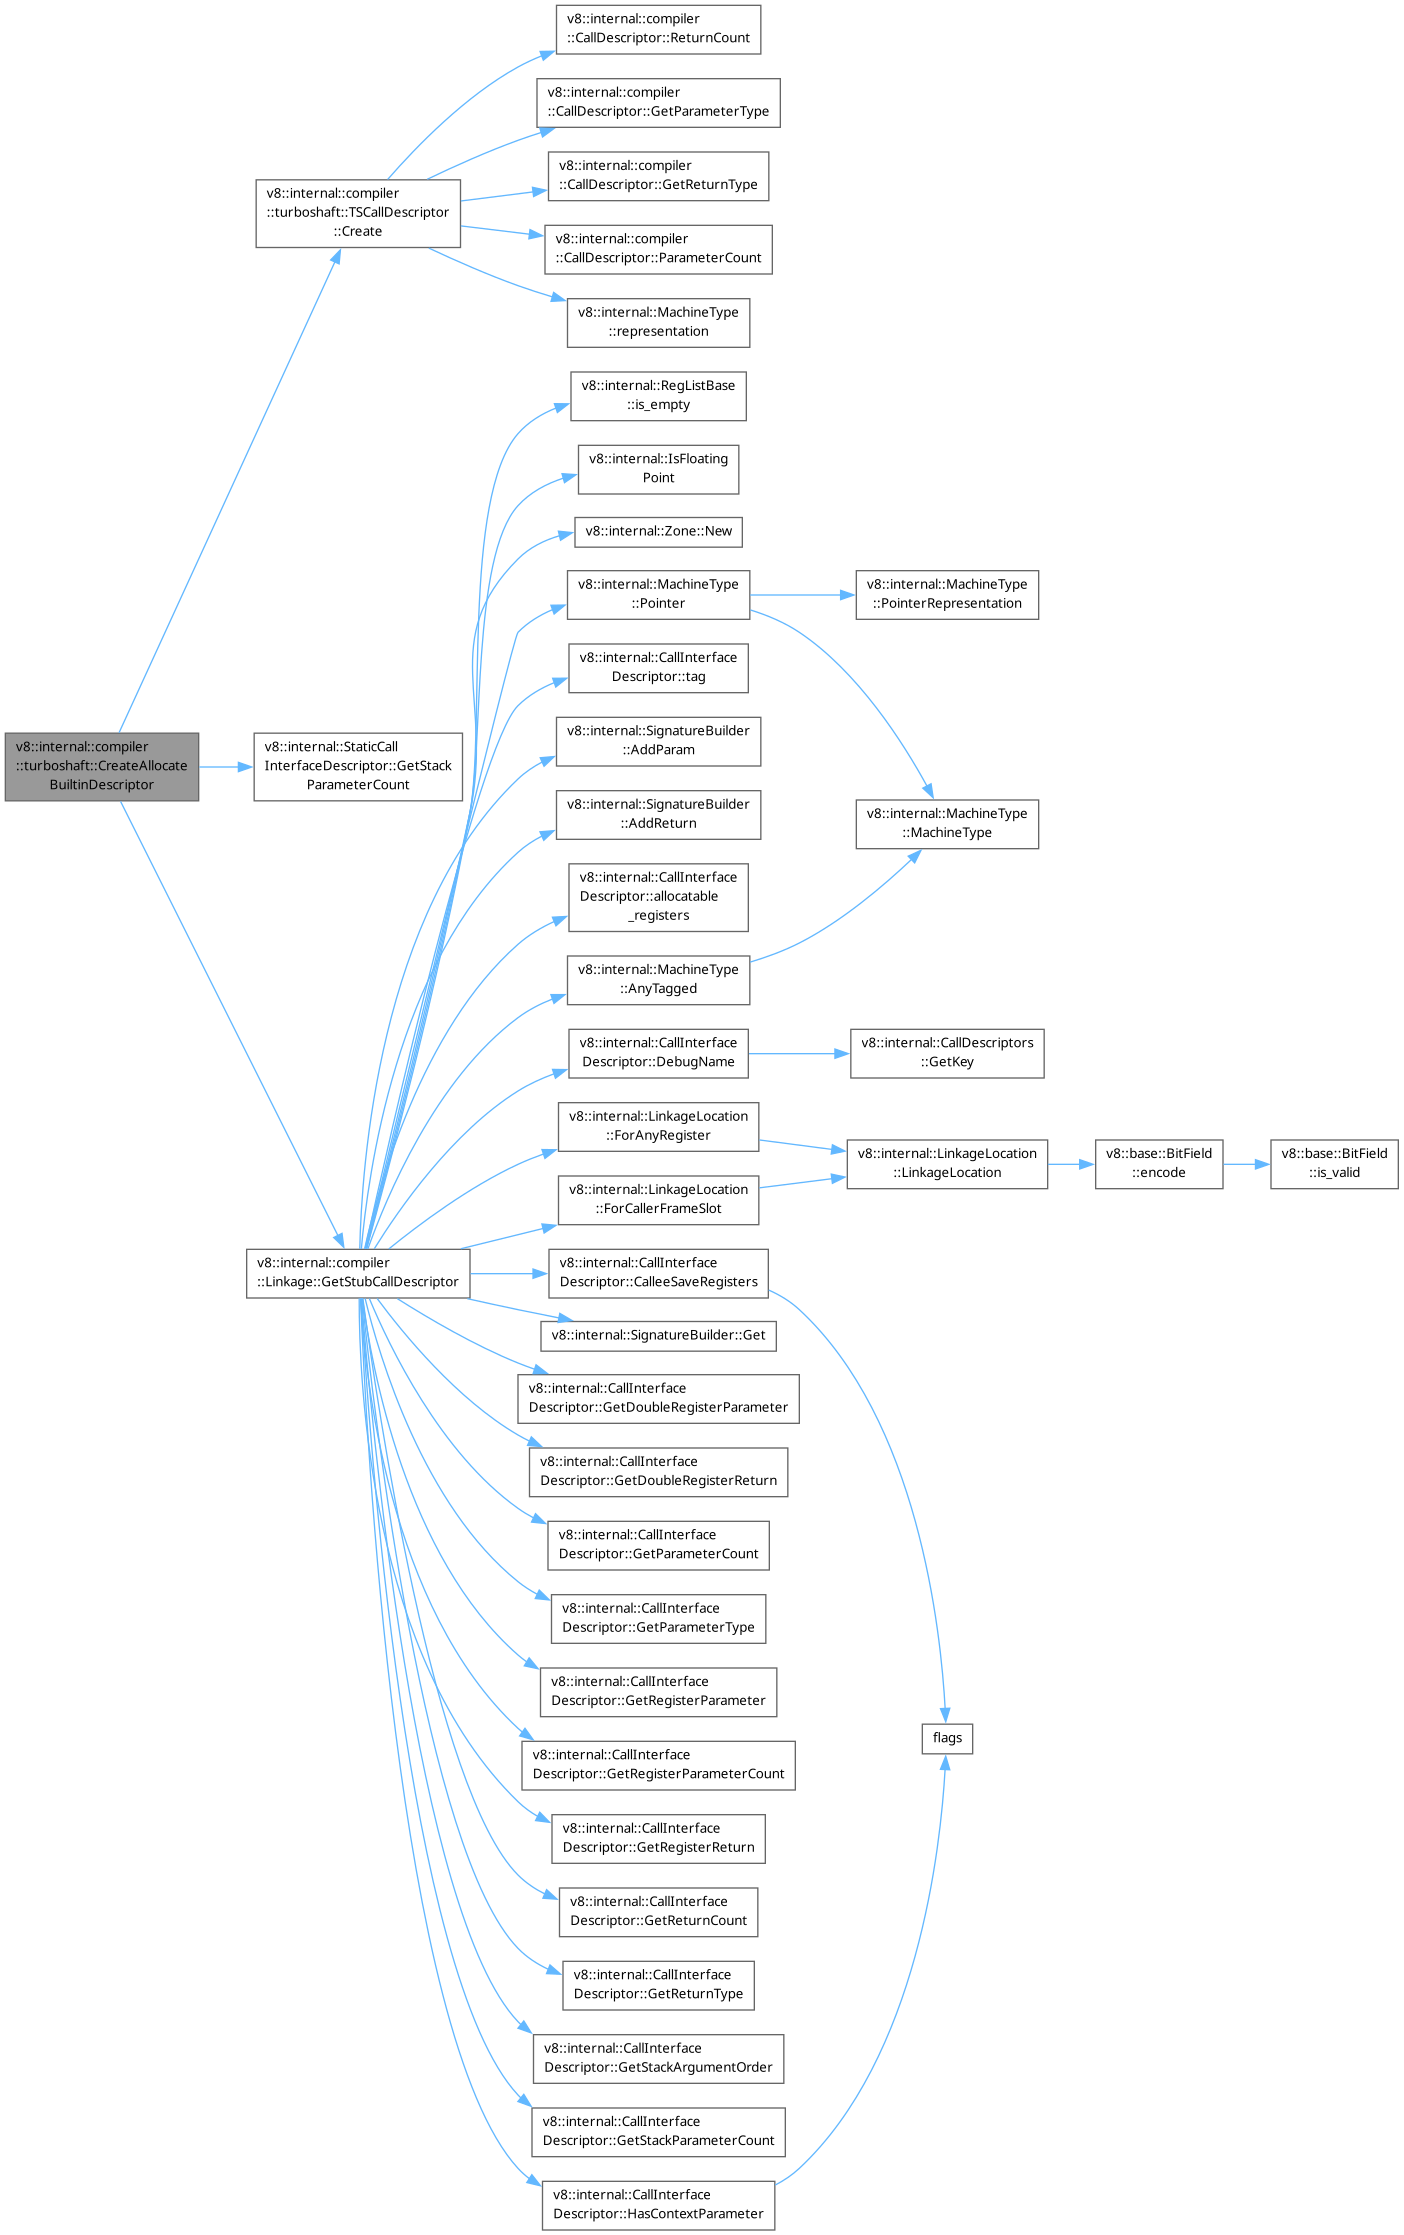 v8::internal::compiler
::CallDescriptor::ReturnCount
v8::internal::compiler
::CallDescriptor::GetParameterType
v8::internal::compiler
::CallDescriptor::GetReturnType
v8::internal::compiler
::turboshaft::TSCallDescriptor
::Create
v8::internal::compiler
::CallDescriptor::ParameterCount
v8::internal::MachineType
::representation
v8::internal::RegListBase
::is_empty
v8::internal::IsFloating
Point
v8::internal::Zone::New
v8::internal::MachineType
::Pointer
v8::internal::MachineType
::PointerRepresentation
v8::internal::CallInterface
Descriptor::tag
v8::internal::compiler
::turboshaft::CreateAllocate
BuiltinDescriptor
v8::internal::StaticCall
InterfaceDescriptor::GetStack
ParameterCount
v8::internal::SignatureBuilder
::AddParam
v8::internal::SignatureBuilder
::AddReturn
v8::internal::MachineType
::MachineType
v8::internal::CallInterface
Descriptor::allocatable
_registers
v8::internal::MachineType
::AnyTagged
v8::internal::CallInterface
Descriptor::DebugName
v8::internal::CallDescriptors
::GetKey
v8::internal::LinkageLocation
::ForAnyRegister
v8::internal::LinkageLocation
::LinkageLocation
v8::base::BitField
::encode
v8::base::BitField
::is_valid
v8::internal::LinkageLocation
::ForCallerFrameSlot
v8::internal::compiler
::Linkage::GetStubCallDescriptor
v8::internal::CallInterface
Descriptor::CalleeSaveRegisters
v8::internal::SignatureBuilder::Get
v8::internal::CallInterface
Descriptor::GetDoubleRegisterParameter
v8::internal::CallInterface
Descriptor::GetDoubleRegisterReturn
v8::internal::CallInterface
Descriptor::GetParameterCount
v8::internal::CallInterface
Descriptor::GetParameterType
v8::internal::CallInterface
Descriptor::GetRegisterParameter
flags
v8::internal::CallInterface
Descriptor::GetRegisterParameterCount
v8::internal::CallInterface
Descriptor::GetRegisterReturn
v8::internal::CallInterface
Descriptor::GetReturnCount
v8::internal::CallInterface
Descriptor::GetReturnType
v8::internal::CallInterface
Descriptor::GetStackArgumentOrder
v8::internal::CallInterface
Descriptor::GetStackParameterCount
v8::internal::CallInterface
Descriptor::HasContextParameter